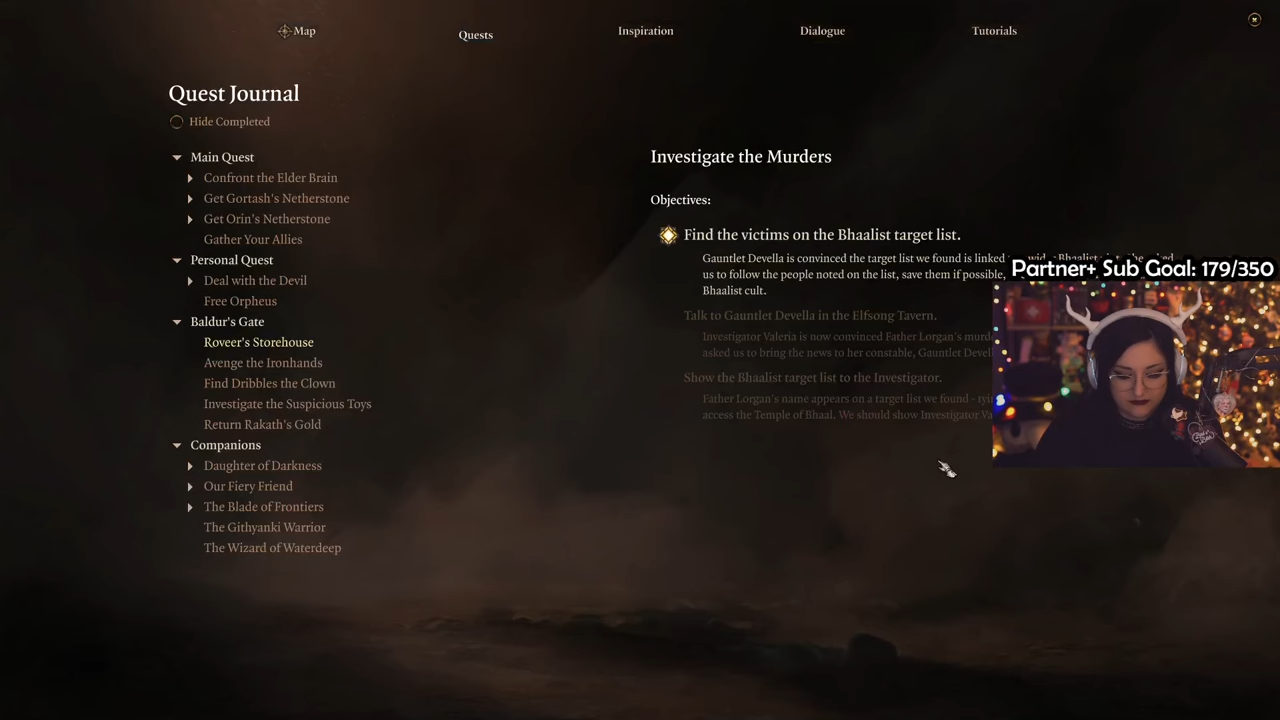 Map
Quests
Inspiration
Dialogue
Tutorials
Quest Journal
Hide Completed
Main Quest
Confront the Elder Brain
Get Gortash's Netherstone
Get Orin's Netherstone
Gather Your Allies
Personal Quest
Deal with the Devil
Free Orpheus
Baldur's Gate
Roveer's Storehouse
Avenge the Ironhands
Find Dribbles the Clown
Investigate the Suspicious Toys
Return Rakath's Gold
Companions
Daughter of Darkness
Our Fiery Friend
The Blade of Frontiers
The Githyanki Warrior
The Wizard of Waterdeep
Investigate the Murders
Objectives:
Find the victims on the Bhaalist target list.
Gauntlet Devella is convinced the target list we found is linked
us to follow the people noted on the list, save them if possible,
Bhaalist cult.
Talk to Gauntlet Devella in the Elfsong Tavern.
Investigator Valeria is now convinced Father Lorgan's
asked us to bring the news to her constable, Gauntlet
Show the Bhaalist target list to the Investigator.
Father Lorgan's name appears on a target list we found -
access the Temple of Bhaal. We should show Investigator
Partner+ Sub Goal: 179/350